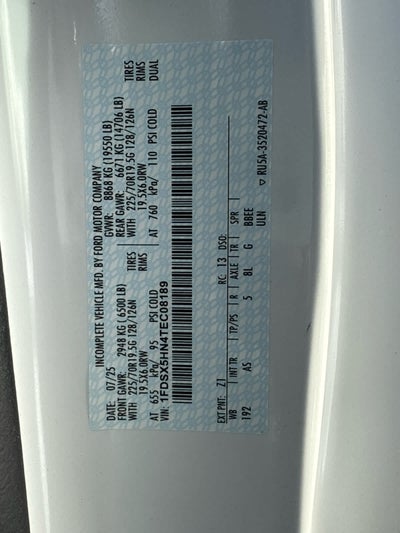 INCOMPLETE VEHICLE MFD. BY FORD MOTOR COMPANY
DATE: 07/25 GVWR: 8868 KG (19550 LB)
FRONT GAWR: 2948 KG (6500 LB) REAR GAWR: 6671 KG (14706 LB)
WITH 225/70R19.5G 128/126N TIRES WITH 225/70R19.5G 128/126N TIRES
19.5X6.0RW RIMS 19.5X6.0RW RIMS
AT 655 kPa/ 95 PSI COLD AT 760 kPa/ 110 PSI COLD DUAL
1FDSX5HN4TEC08189
EXT PNT: Z1 RC: 13 DSO:
WB INT TR TP/PS R AXLE TR SPR
192 AS 5 BL G BBEE
ULN
▽ RU5A-3520472-AB